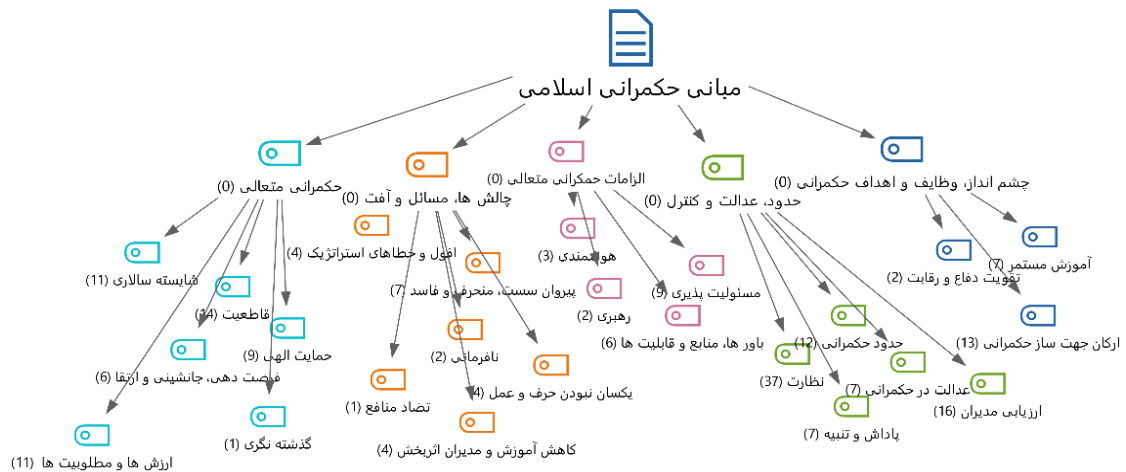 مبانی حکمرانی اسلامی
چشم انداز، وظایف و اهداف حکمرانی (0)
حدود، عدالت و کنترل (0)
الزامات حمکرانی متعالی (0)
چالش ها، مسائل و آفت (0)
حکمرانی متعالی (0)
آموزش مستمر (7)
تقویت دفاع و رقابت (2)
ارکان جهت ساز حکمرانی (13)
حدود حکمرانی (12)
نظارت (37)
عدالت در حکمرانی (7)
ارزیابی مدیران (16)
پاداش و تنبیه (7)
هوشمندی (3)
مسئولیت پذیری (9)
رهبری (2)
باور ها، منابع و قابلیت ها (6)
افول و خطاهای استراتژیک (4)
پیروان سست، منحرف و فاسد (7)
نافرمانی (2)
یکسان نبودن حرف و عمل (4)
تضاد منافع (1)
کاهش آموزش و مدیران اثربخش (4)
شایسته سالاری (11)
قاطعیت (14)
حمایت الهی (9)
فرصت دهی، جانشینی و ارتقا (6)
گذشته نگری (1)
ارزش ها و مطلوبیت ها (11)